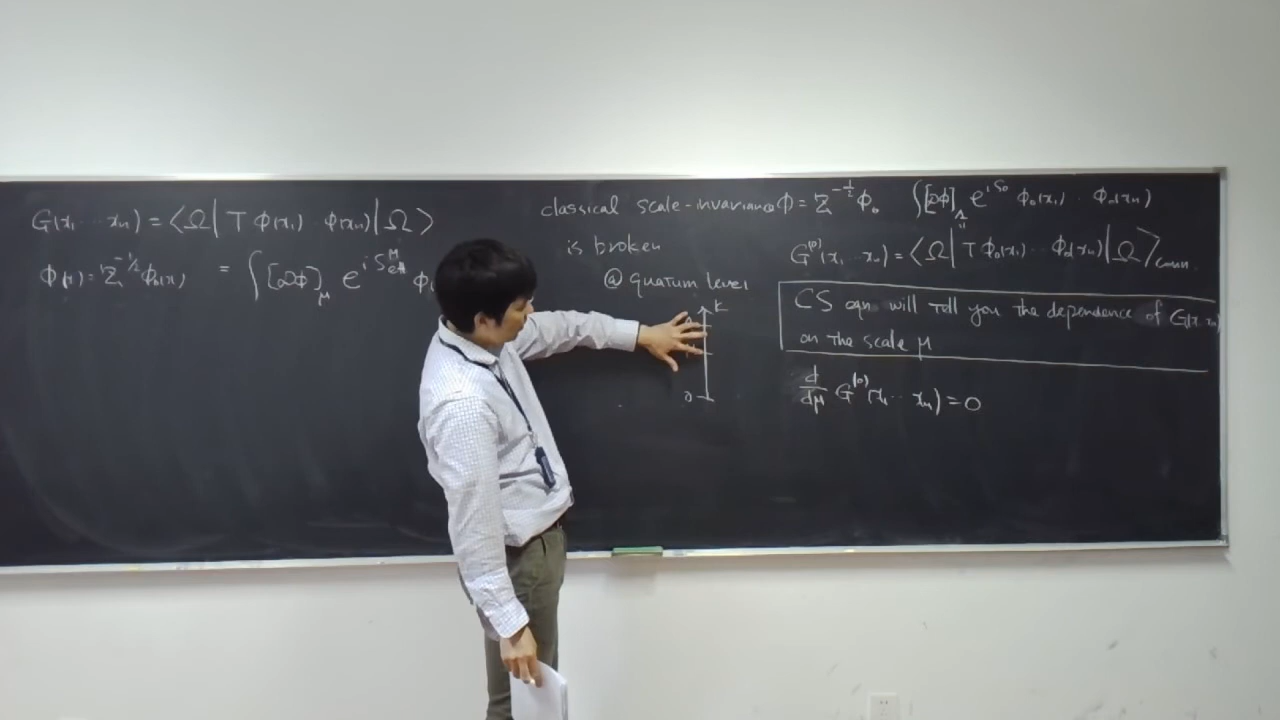 G(x₁ ⋯ xₙ) = ⟨Ω| T Φ(x₁) Φ(xₙ) |Ω⟩
Φ(x) = Z^{-1/2} Φ₀(x) = ∫[DΦ]_μ e^{i S_eff^μ} Φ
classical scale-invariance
is broken
@ quatum level
k
0
Φ = Z^{-1/2} Φ₀ ∫[DΦ]_Λ e^{i S₀} Φ₀(x₁) ⋯ Φ₀(xₙ)
G^{(0)}(x₁ ⋯ xₙ) = ⟨Ω| T Φ₀(x₁) ⋯ Φ₀(xₙ) |Ω⟩_conn.
CS eqn will tell you the dependence of G(x₁ xₙ)
on the scale μ
d/dμ G^{(0)}(x₁ ⋯ xₙ) = 0